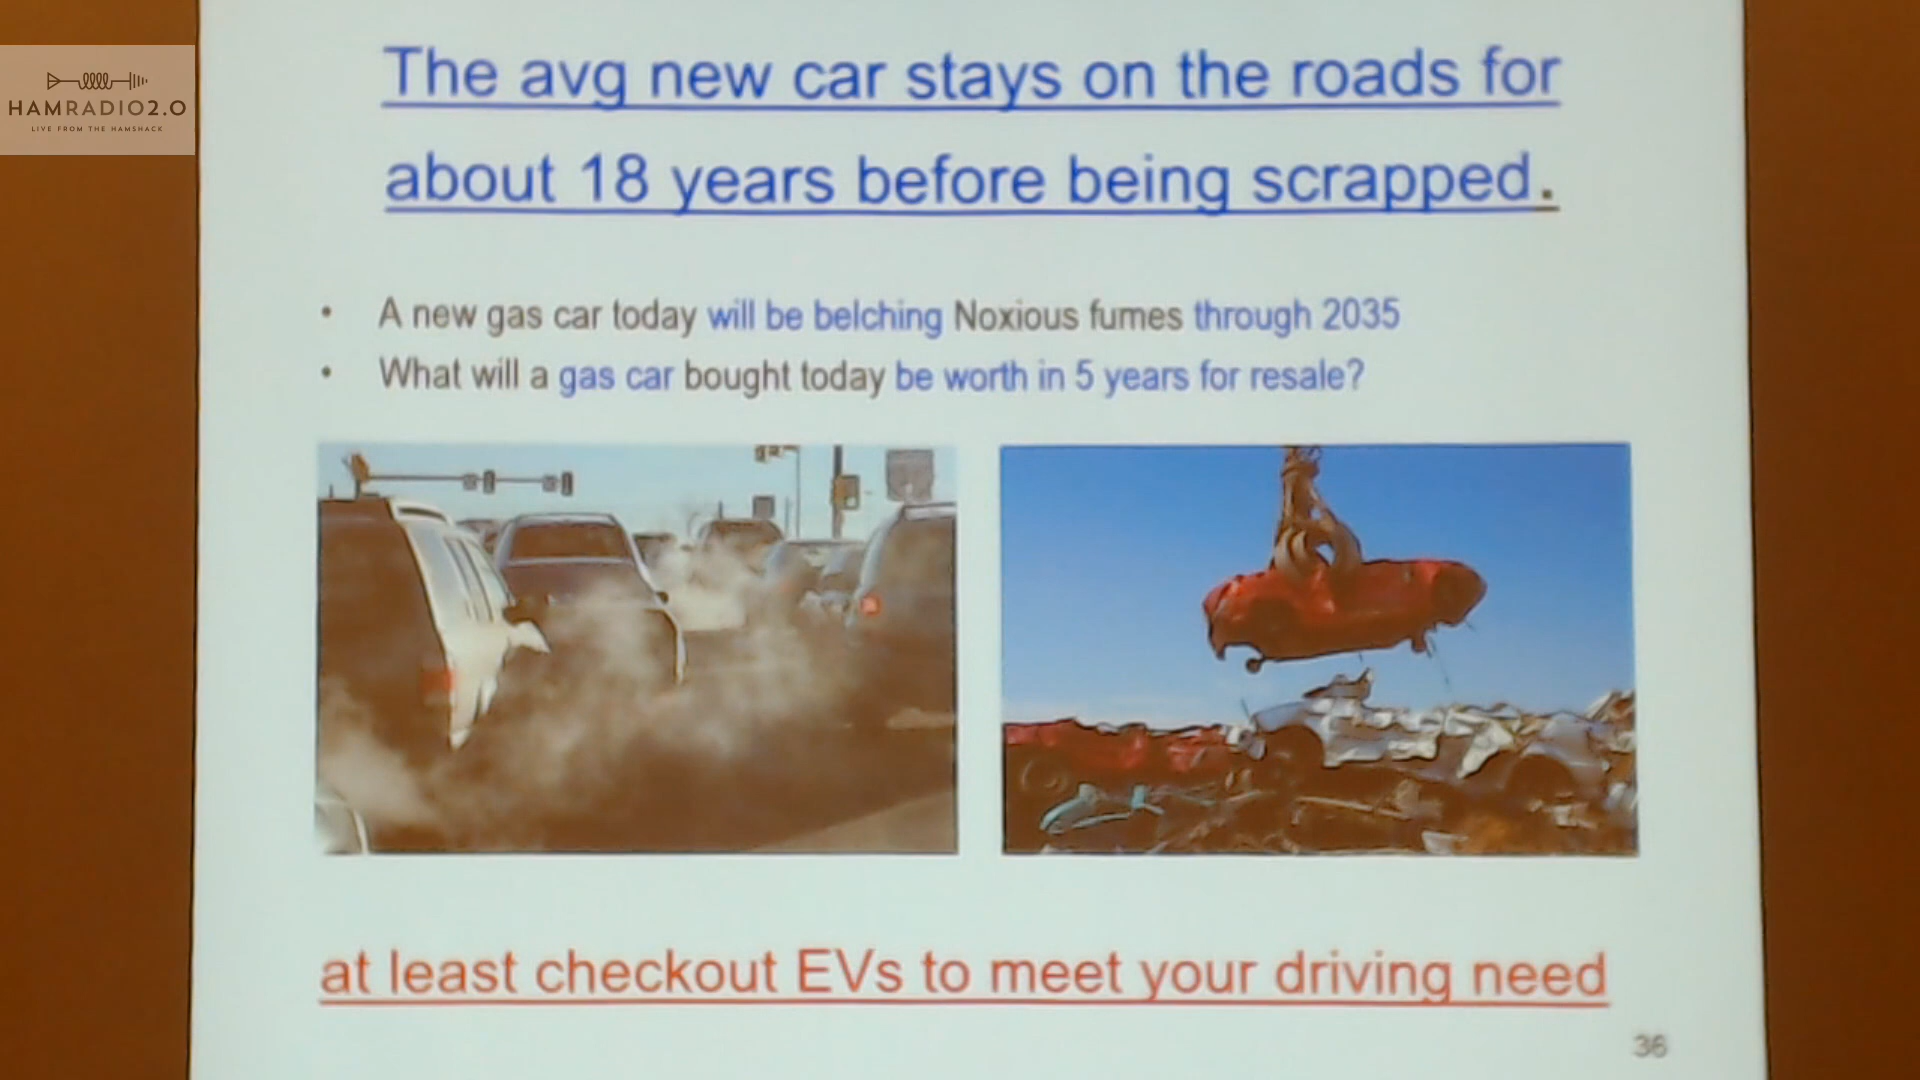 HAMRADIO2.0
LIVE FROM THE HAMSHACK
The avg new car stays on the roads for
about 18 years before being scrapped.
• A new gas car today will be belching Noxious fumes through 2035
• What will a gas car bought today be worth in 5 years for resale?
at least checkout EVs to meet your driving need
36